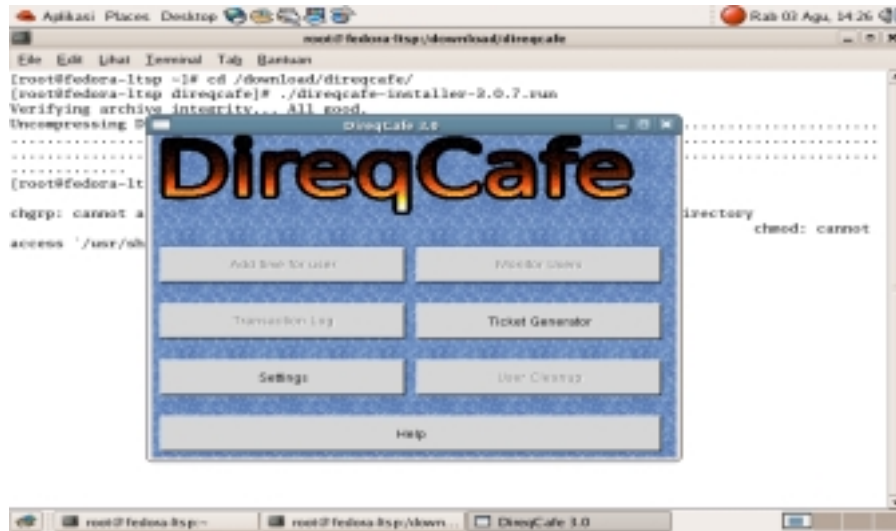 Aplikasi Places Desktop Rab 03 Agu, 14:26
root@fedora-ltsp:/download/direqcafe
File Edit Lihat Terminal Tab Bantuan
[root@fedora-ltsp ~]# cd /download/direqcafe/
[root@fedora-ltsp direqcafe]# ./direqcafe-installer-3.0.7.run
Verifying archive integrity... All good.
Uncompressing D
[root@fedora-lt
chgrp: cannot a irectory
chmod: cannot
access `/usr/sh
DireqCafe 3.0
DireqCafe
Add time for user Monitor Users
Transaction Log Ticket Generator
Settings User Cleanup
Help
root@fedora-ltsp:~ root@fedora-ltsp:/down... DireqCafe 3.0